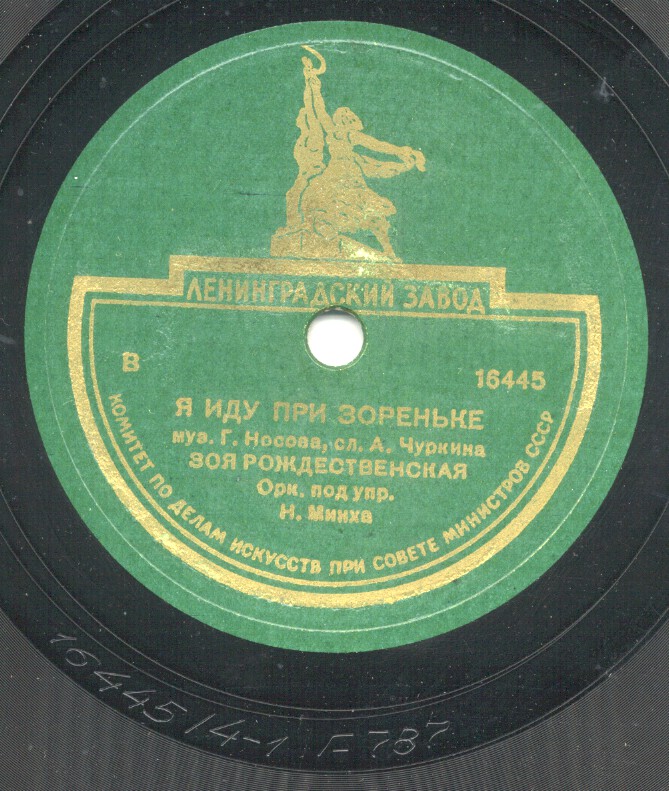 ЛЕНИНГРАДСКИЙ ЗАВОД
В 16445
Я ИДУ ПРИ ЗОРЕНЬКЕ
муз. Г. Носова, сл. А. Чуркина
ЗОЯ РОЖДЕСТВЕНСКАЯ
Орк. под упр.
Н. Минха
КОМИТЕТ ПО ДЕЛАМ ИСКУССТВ ПРИ СОВЕТЕ МИНИСТРОВ СССР
16445/4-1 Г-787